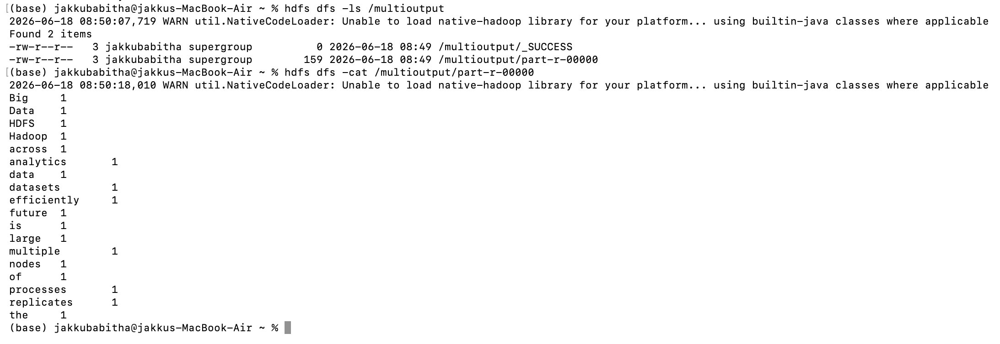 (base) jakkubabitha@jakkus-MacBook-Air ~ % hdfs dfs -ls /multioutput
2026-06-18 08:50:07,719 WARN util.NativeCodeLoader: Unable to load native-hadoop library for your platform... using builtin-java classes where applicable
Found 2 items
-rw-r--r--   3 jakkubabitha supergroup          0 2026-06-18 08:49 /multioutput/_SUCCESS
-rw-r--r--   3 jakkubabitha supergroup        159 2026-06-18 08:49 /multioutput/part-r-00000
(base) jakkubabitha@jakkus-MacBook-Air ~ % hdfs dfs -cat /multioutput/part-r-00000
2026-06-18 08:50:18,010 WARN util.NativeCodeLoader: Unable to load native-hadoop library for your platform... using builtin-java classes where applicable
Big	1
Data	1
HDFS	1
Hadoop	1
across	1
analytics	1
data	1
datasets	1
efficiently	1
future	1
is	1
large	1
multiple	1
nodes	1
of	1
processes	1
replicates	1
the	1
(base) jakkubabitha@jakkus-MacBook-Air ~ %